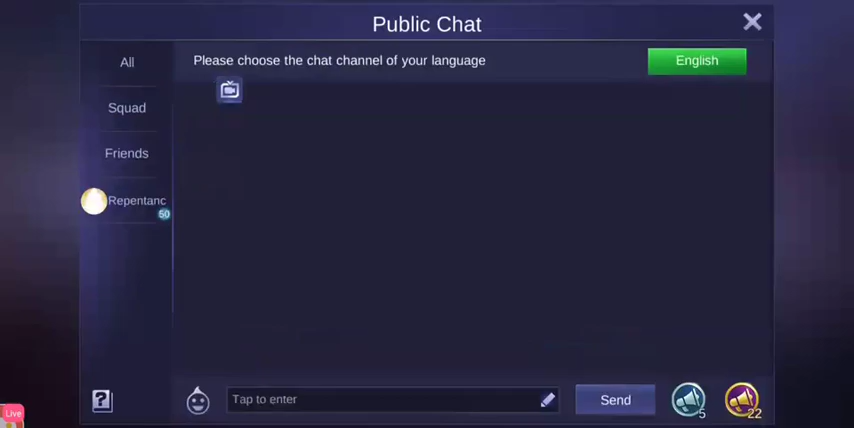 Public Chat
All
Please choose the chat channel of your language
English
Squad
Friends
Repentanc
50
Tap to enter
Send
5
22
Live